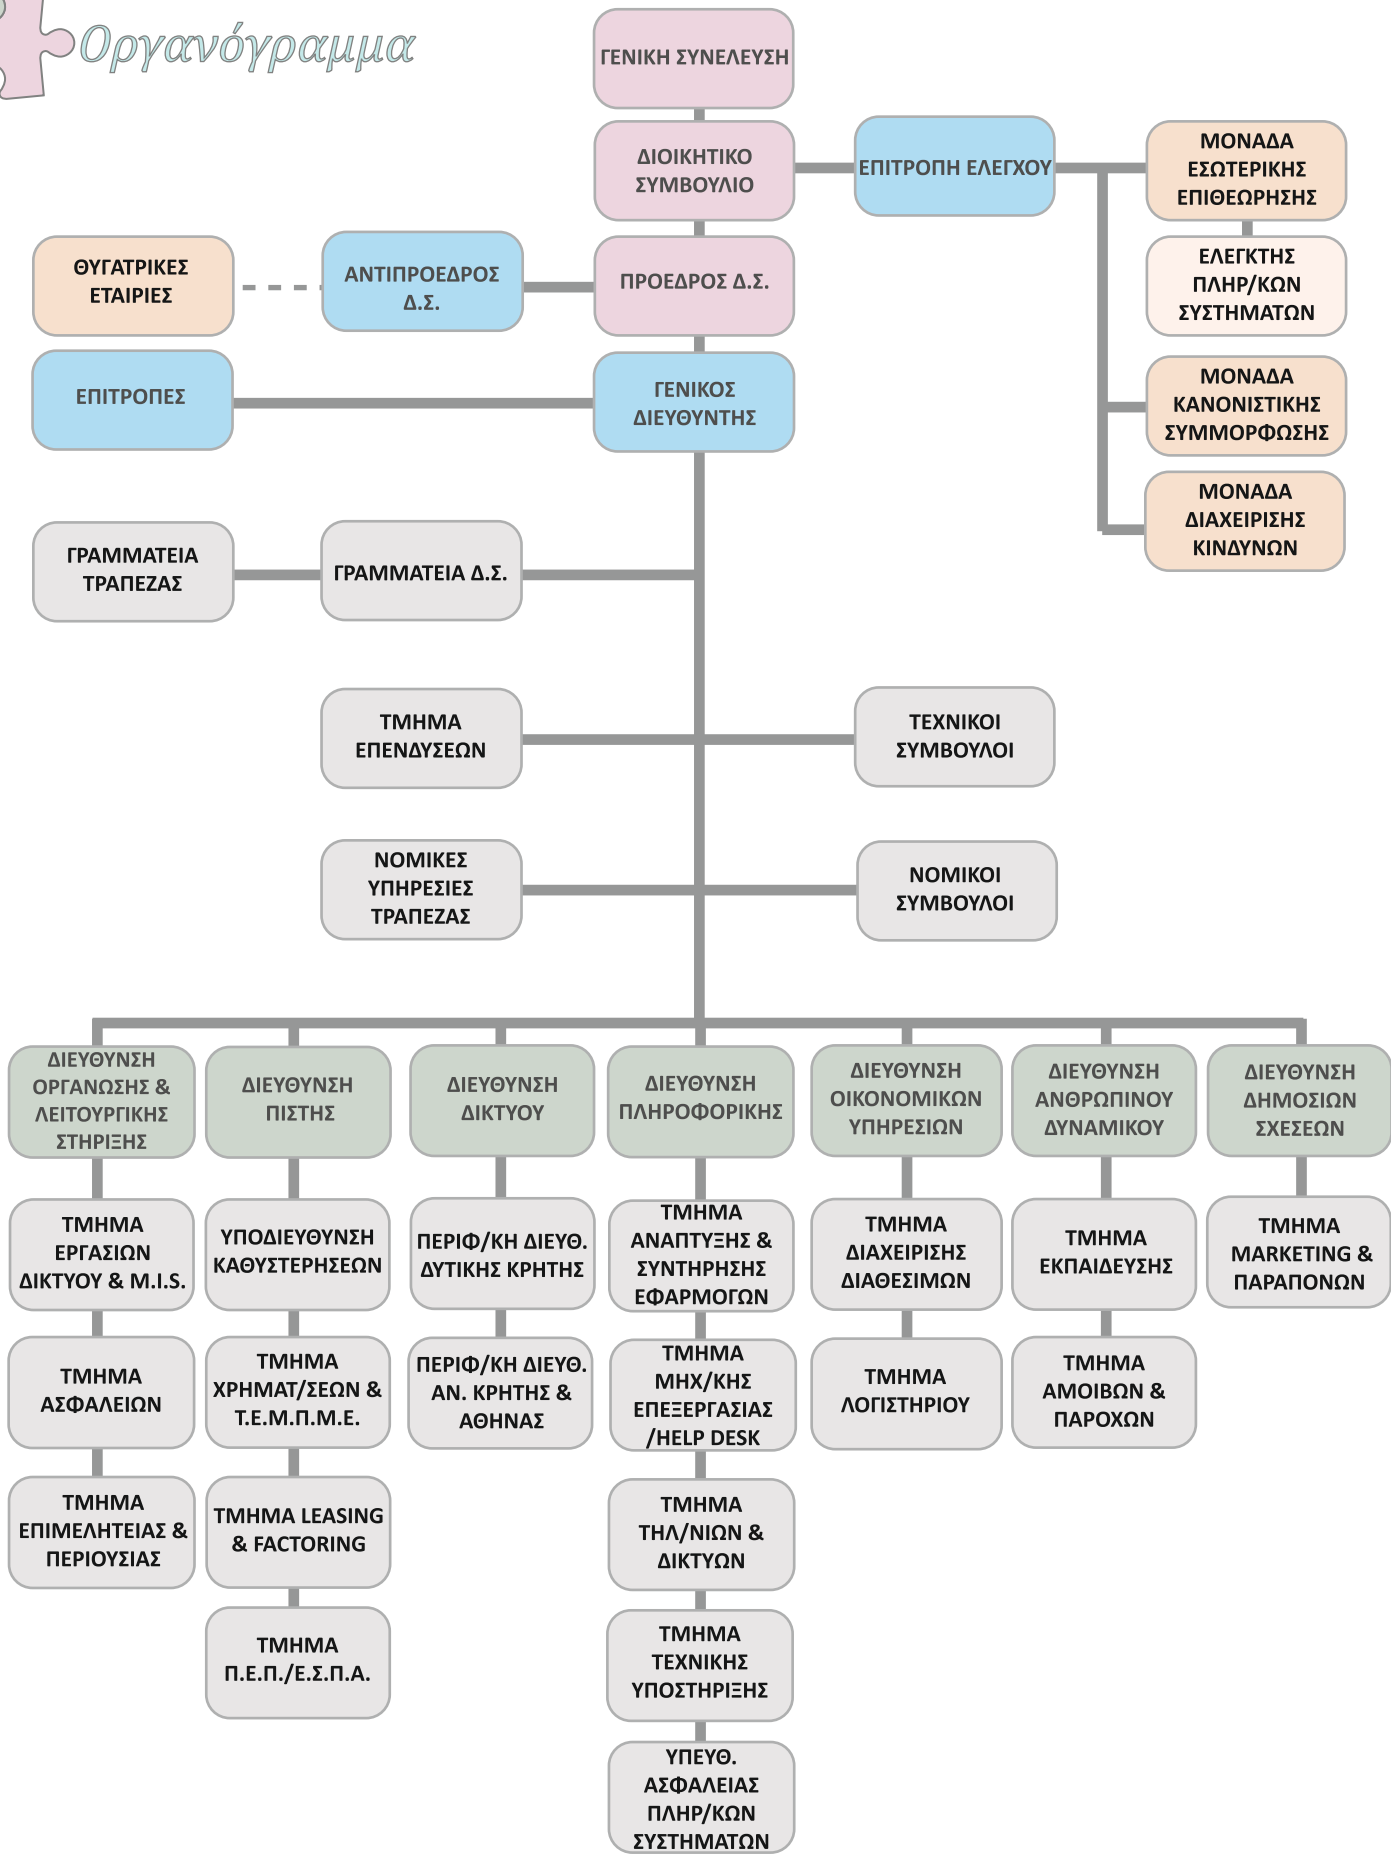 Οργανόγραμμα
ΓΕΝΙΚΗ ΣΥΝΕΛΕΥΣΗ
ΔΙΟΙΚΗΤΙΚΟ
ΣΥΜΒΟΥΛΙΟ
ΕΠΙΤΡΟΠΗ ΕΛΕΓΧΟΥ
ΜΟΝΑΔΑ
ΕΣΩΤΕΡΙΚΗΣ
ΕΠΙΘΕΩΡΗΣΗΣ
ΘΥΓΑΤΡΙΚΕΣ
ΕΤΑΙΡΙΕΣ
ΑΝΤΙΠΡΟΕΔΡΟΣ
Δ.Σ.
ΠΡΟΕΔΡΟΣ Δ.Σ.
ΕΛΕΓΚΤΗΣ
ΠΛΗΡ/ΚΩΝ
ΣΥΣΤΗΜΑΤΩΝ
ΕΠΙΤΡΟΠΕΣ
ΓΕΝΙΚΟΣ
ΔΙΕΥΘΥΝΤΗΣ
ΜΟΝΑΔΑ
ΚΑΝΟΝΙΣΤΙΚΗΣ
ΣΥΜΜΟΡΦΩΣΗΣ
ΜΟΝΑΔΑ
ΔΙΑΧΕΙΡΙΣΗΣ
ΚΙΝΔΥΝΩΝ
ΓΡΑΜΜΑΤΕΙΑ
ΤΡΑΠΕΖΑΣ
ΓΡΑΜΜΑΤΕΙΑ Δ.Σ.
ΤΜΗΜΑ
ΕΠΕΝΔΥΣΕΩΝ
ΤΕΧΝΙΚΟΙ
ΣΥΜΒΟΥΛΟΙ
ΝΟΜΙΚΕΣ
ΥΠΗΡΕΣΙΕΣ
ΤΡΑΠΕΖΑΣ
ΝΟΜΙΚΟΙ
ΣΥΜΒΟΥΛΟΙ
ΔΙΕΥΘΥΝΣΗ
ΟΡΓΑΝΩΣΗΣ &
ΛΕΙΤΟΥΡΓΙΚΗΣ
ΣΤΗΡΙΞΗΣ
ΔΙΕΥΘΥΝΣΗ
ΠΙΣΤΗΣ
ΔΙΕΥΘΥΝΣΗ
ΔΙΚΤΥΟΥ
ΔΙΕΥΘΥΝΣΗ
ΠΛΗΡΟΦΟΡΙΚΗΣ
ΔΙΕΥΘΥΝΣΗ
ΟΙΚΟΝΟΜΙΚΩΝ
ΥΠΗΡΕΣΙΩΝ
ΔΙΕΥΘΥΝΣΗ
ΑΝΘΡΩΠΙΝΟΥ
ΔΥΝΑΜΙΚΟΥ
ΔΙΕΥΘΥΝΣΗ
ΔΗΜΟΣΙΩΝ
ΣΧΕΣΕΩΝ
ΤΜΗΜΑ
ΕΡΓΑΣΙΩΝ
ΔΙΚΤΥΟΥ & M.I.S.
ΥΠΟΔΙΕΥΘΥΝΣΗ
ΚΑΘΥΣΤΕΡΗΣΕΩΝ
ΠΕΡΙΦ/ΚΗ ΔΙΕΥΘ.
ΔΥΤΙΚΗΣ ΚΡΗΤΗΣ
ΤΜΗΜΑ
ΑΝΑΠΤΥΞΗΣ &
ΣΥΝΤΗΡΗΣΗΣ
ΕΦΑΡΜΟΓΩΝ
ΤΜΗΜΑ
ΔΙΑΧΕΙΡΙΣΗΣ
ΔΙΑΘΕΣΙΜΩΝ
ΤΜΗΜΑ
ΕΚΠΑΙΔΕΥΣΗΣ
ΤΜΗΜΑ
MARKETING &
ΠΑΡΑΠΟΝΩΝ
ΤΜΗΜΑ
ΑΣΦΑΛΕΙΩΝ
ΤΜΗΜΑ
ΧΡΗΜΑΤ/ΣΕΩΝ &
Τ.Ε.Μ.Π.Μ.Ε.
ΠΕΡΙΦ/ΚΗ ΔΙΕΥΘ.
ΑΝ. ΚΡΗΤΗΣ &
ΑΘΗΝΑΣ
ΤΜΗΜΑ
ΜΗΧ/ΚΗΣ
ΕΠΕΞΕΡΓΑΣΙΑΣ
/HELP DESK
ΤΜΗΜΑ
ΛΟΓΙΣΤΗΡΙΟΥ
ΤΜΗΜΑ
ΑΜΟΙΒΩΝ &
ΠΑΡΟΧΩΝ
ΤΜΗΜΑ
ΕΠΙΜΕΛΗΤΕΙΑΣ &
ΠΕΡΙΟΥΣΙΑΣ
ΤΜΗΜΑ LEASING
& FACTORING
ΤΜΗΜΑ
ΤΗΛ/ΝΙΩΝ &
ΔΙΚΤΥΩΝ
ΤΜΗΜΑ
Π.Ε.Π./Ε.Σ.Π.Α.
ΤΜΗΜΑ
ΤΕΧΝΙΚΗΣ
ΥΠΟΣΤΗΡΙΞΗΣ
ΥΠΕΥΘ.
ΑΣΦΑΛΕΙΑΣ
ΠΛΗΡ/ΚΩΝ
ΣΥΣΤΗΜΑΤΩΝ